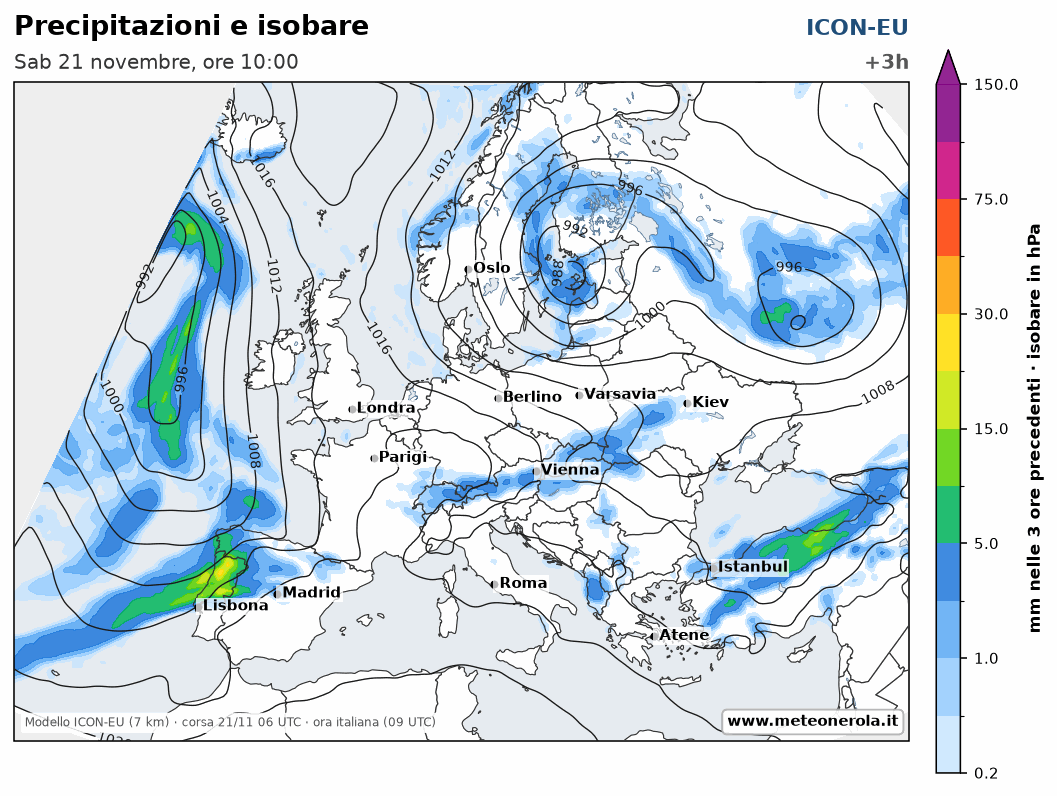 Precipitazioni e isobare
ICON-EU
Sab 21 novembre, ore 10:00
+3h
150.0
75.0
30.0
15.0
5.0
1.0
0.2
mm nelle 3 ore precedenti · isobare in hPa
1016
1012
1004
996
992
988
992
1012
996
1016
1000
996
1000
1008
1008
Oslo
Londra
Berlino
Varsavia
Kiev
Parigi
Vienna
Istanbul
Roma
Madrid
Lisbona
Atene
Modello ICON-EU (7 km) · corsa 21/11 06 UTC · ora italiana (09 UTC)
www.meteonerola.it